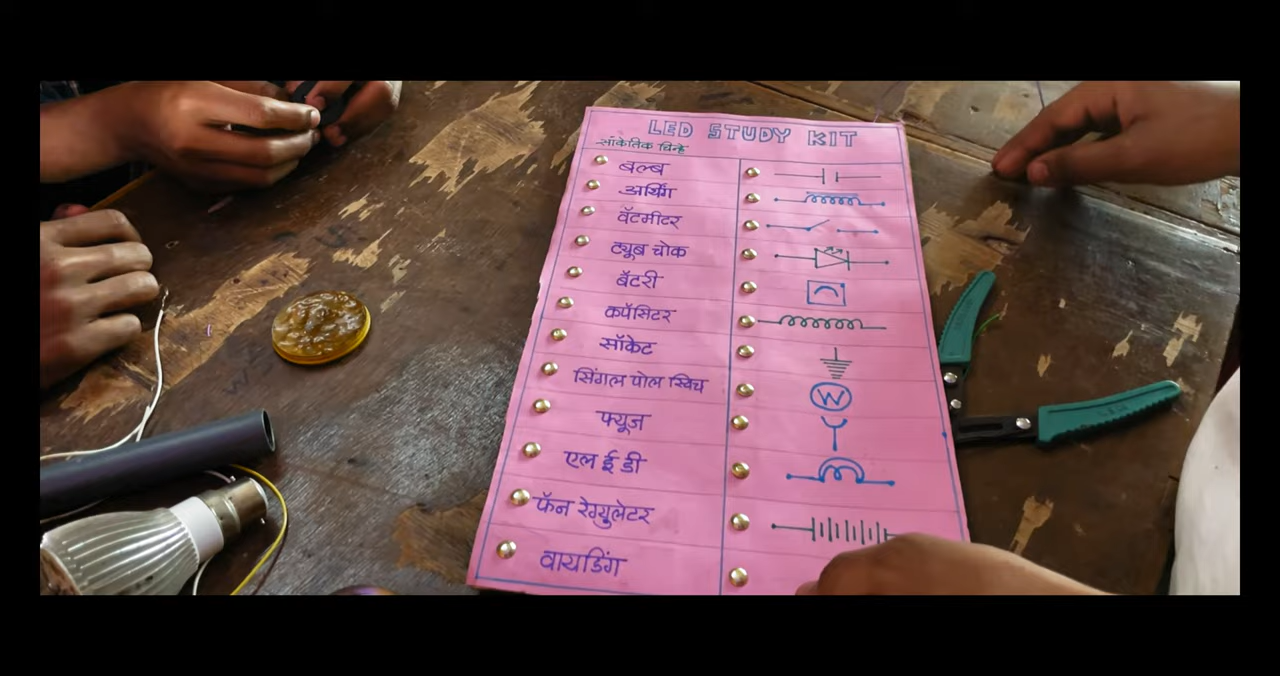 LED STUDY KIT
सांकेतिक चिन्हे
बल्ब
अर्थिंग
वॅटमीटर
ट्यूब चोक
बॅटरी
कपॅसिटर
सॉकेट
सिंगल पोल स्विच
फ्यूज
एल ई डी
फॅन रेग्युलेटर
वायडिंग
W